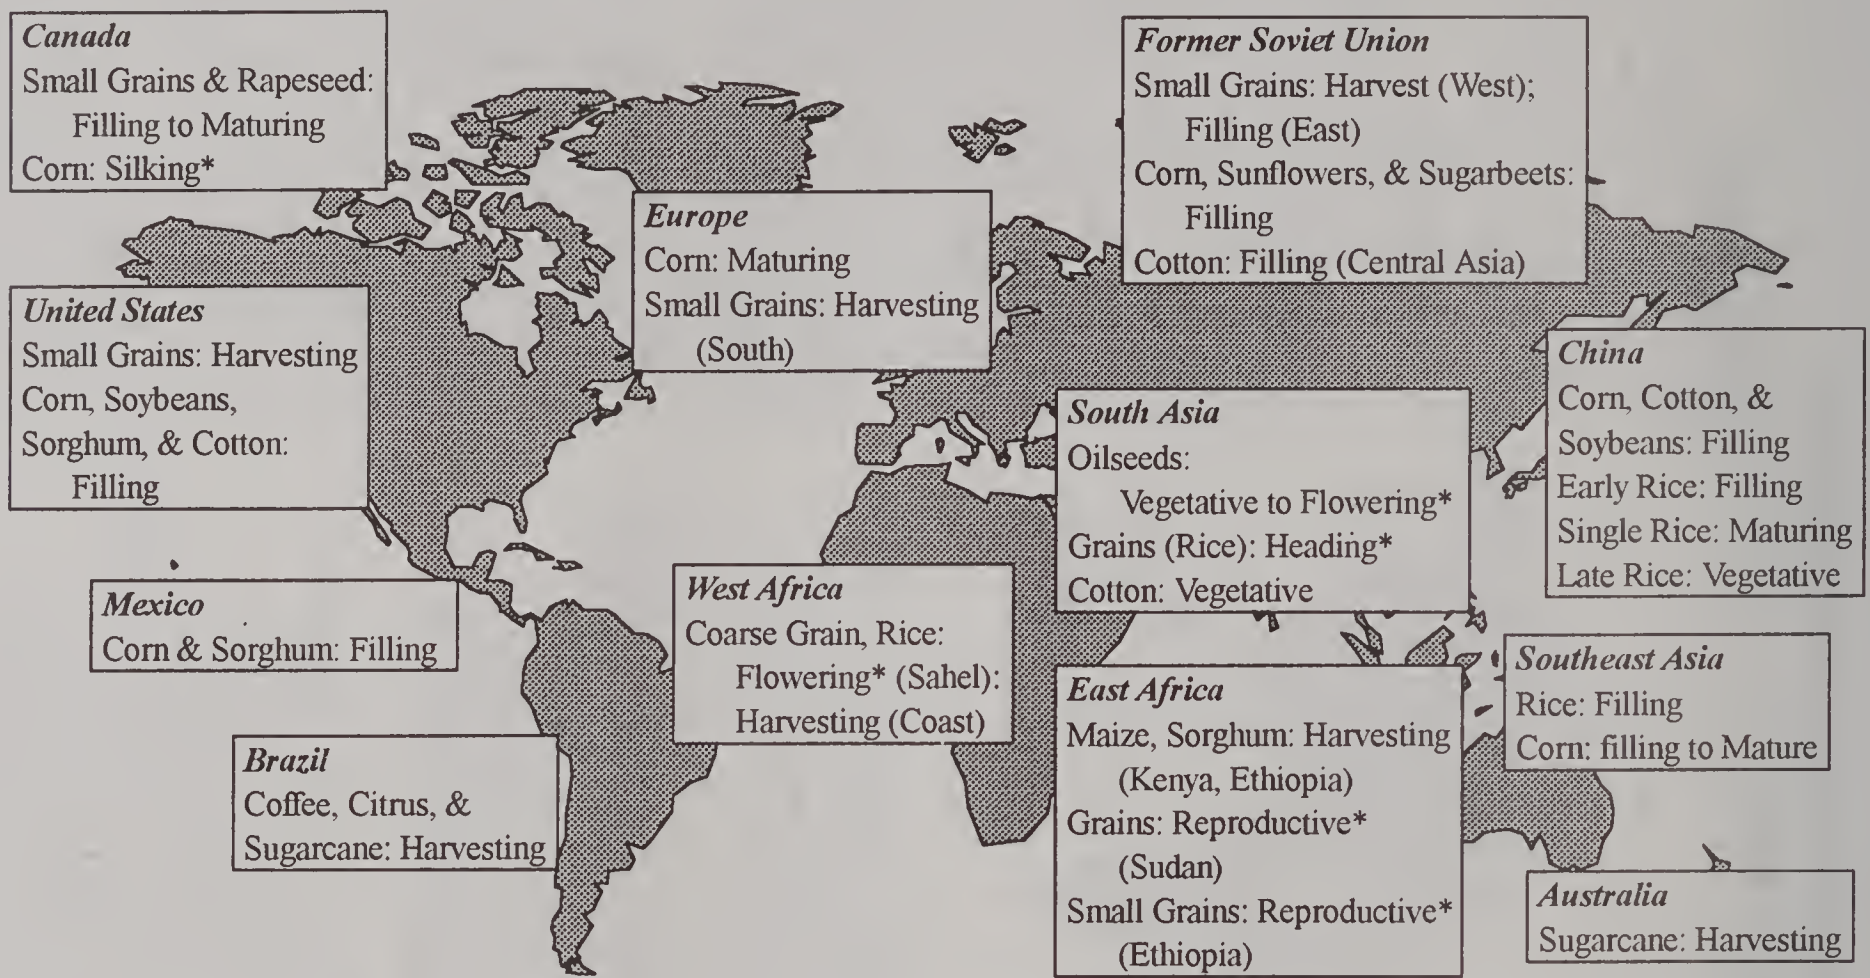 Canada
Small Grains & Rapeseed:
Filling to Maturing
Corn: Silking*
Former Soviet Union
Small Grains: Harvest (West);
Filling (East)
Corn, Sunflowers, & Sugarbeets:
Filling
Cotton: Filling (Central Asia)
Europe
Corn: Maturing
Small Grains: Harvesting
(South)
United States
Small Grains: Harvesting
Corn, Soybeans,
Sorghum, & Cotton:
Filling
China
Corn, Cotton, &
Soybeans: Filling
Early Rice: Filling
Single Rice: Maturing
Late Rice: Vegetative
South Asia
Oilseeds:
Vegetative to Flowering*
Grains (Rice): Heading*
Cotton: Vegetative
Mexico
Corn & Sorghum: Filling
West Africa
Coarse Grain, Rice:
Flowering* (Sahel):
Harvesting (Coast)
Southeast Asia
Rice: Filling
Corn: filling to Mature
East Africa
Maize, Sorghum: Harvesting
(Kenya, Ethiopia)
Grains: Reproductive*
(Sudan)
Small Grains: Reproductive*
(Ethiopia)
Brazil
Coffee, Citrus, &
Sugarcane: Harvesting
Australia
Sugarcane: Harvesting